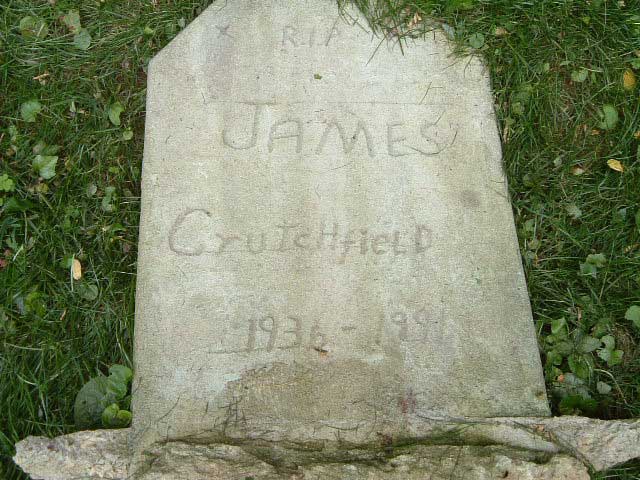 RIP
JAMES
CrutcHfiELD
1936-1991